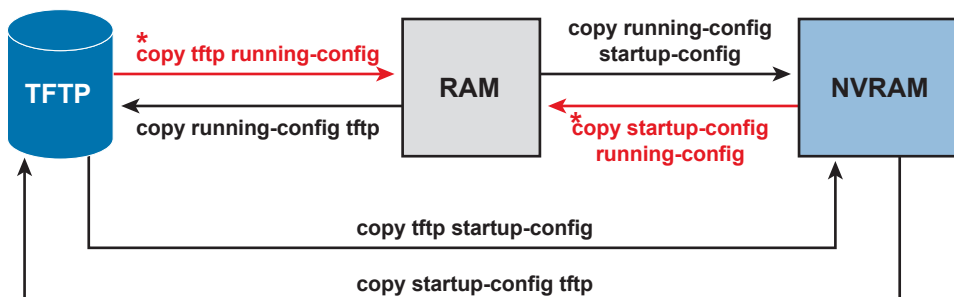 copy running-config
startup-config
*
copy tftp running-config
TFTP
RAM
NVRAM
copy running-config tftp
*
copy startup-config
running-config
copy tftp startup-config
copy startup-config tftp